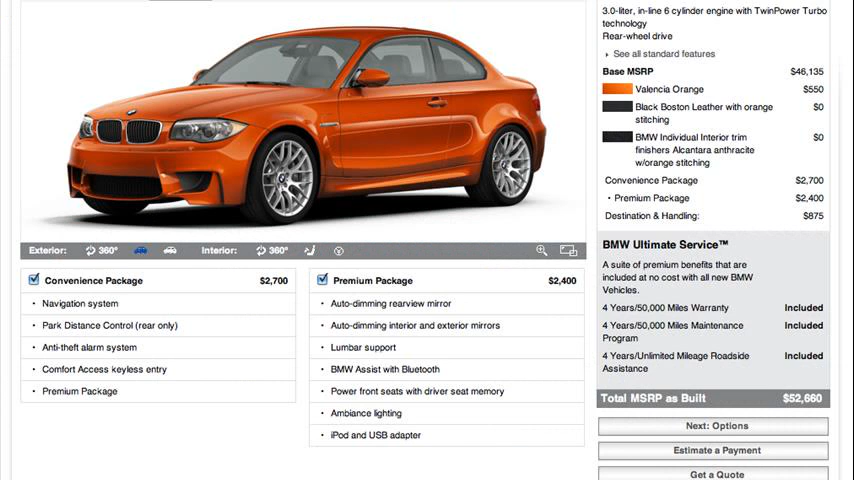 Exterior:
360°
Interior:
360°
Convenience Package $2,700
• Navigation system
• Park Distance Control (rear only)
• Anti-theft alarm system
• Comfort Access keyless entry
• Premium Package
Premium Package $2,400
• Auto-dimming rearview mirror
• Auto-dimming interior and exterior mirrors
• Lumbar support
• BMW Assist with Bluetooth
• Power front seats with driver seat memory
• Ambiance lighting
• iPod and USB adapter
3.0-liter, in-line 6 cylinder engine with TwinPower Turbo
technology
Rear-wheel drive
See all standard features
Base MSRP $46,135
Valencia Orange $550
Black Boston Leather with orange $0
stitching
BMW Individual Interior trim $0
finishers Alcantara anthracite
w/orange stitching
Convenience Package $2,700
• Premium Package $2,400
Destination & Handling: $875
BMW Ultimate Service™
A suite of premium benefits that are
included at no cost with all new BMW
Vehicles.
4 Years/50,000 Miles Warranty Included
4 Years/50,000 Miles Maintenance Included
Program
4 Years/Unlimited Mileage Roadside Included
Assistance
Total MSRP as Built $52,660
Next: Options
Estimate a Payment
Get a Quote